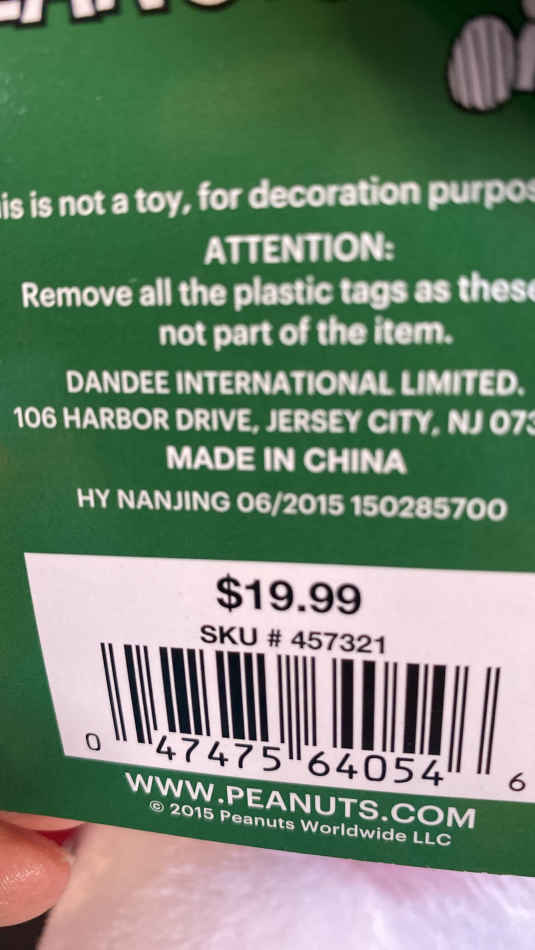 is is not a toy, for decoration
ATTENTION:
Remove all the plastic tags as these
not part of the item.
DANDEE INTERNATIONAL LIMITED.
106 HARBOR DRIVE, JERSEY CITY, NJ
MADE IN CHINA
HY NANJING 06/2015 150285700
$19.99
SKU # 457321
0 47475 64054 6
WWW.PEANUTS.COM
© 2015 Peanuts Worldwide LLC